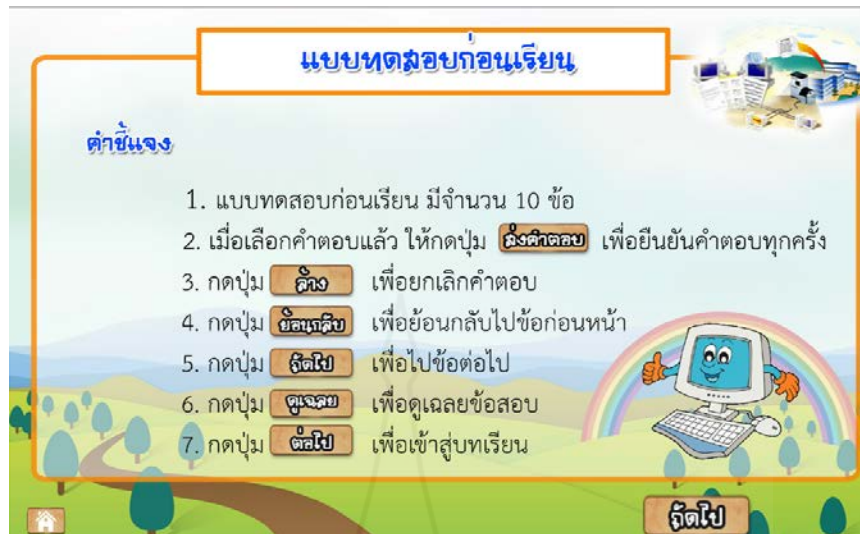 แบบทดสอบก่อนเรียน
คำชี้แจง
1. แบบทดสอบก่อนเรียน มีจำนวน 10 ข้อ
2. เมื่อเลือกคำตอบแล้ว ให้กดปุ่ม ส่งคำตอบ เพื่อยืนยันคำตอบทุกครั้ง
3. กดปุ่ม ล้าง เพื่อยกเลิกคำตอบ
4. กดปุ่ม ย้อนกลับ เพื่อย้อนกลับไปข้อก่อนหน้า
5. กดปุ่ม ถัดไป เพื่อไปข้อต่อไป
6. กดปุ่ม ดูเฉลย เพื่อดูเฉลยข้อสอบ
7. กดปุ่ม ต่อไป เพื่อเข้าสู่บทเรียน
ถัดไป